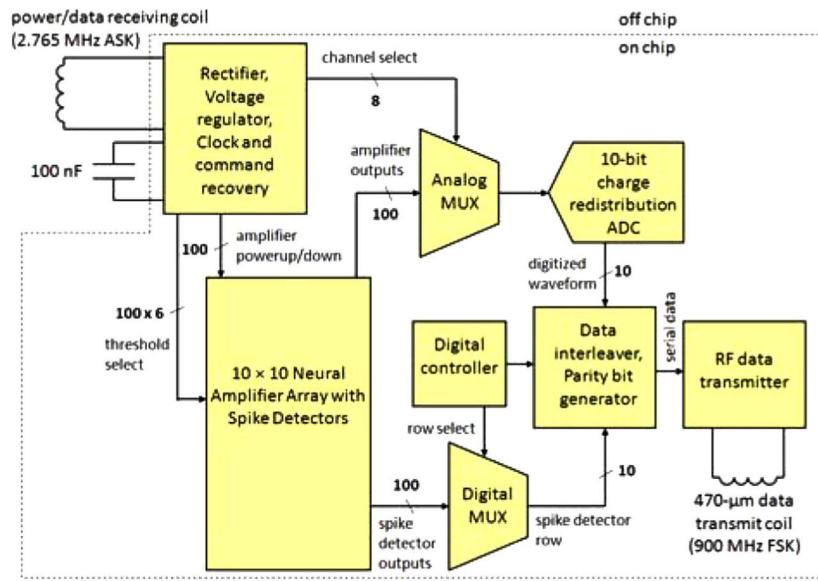 power/data receiving coil
(2.765 MHz ASK)
off chip
on chip
Rectifier,
Voltage
regulator,
Clock and
command
recovery
channel select
8
100 nF
amplifier
outputs
100
Analog
MUX
10-bit
charge
redistribution
ADC
100
amplifier
powerup/down
digitized
waveform
10
100 x 6
threshold
select
10 × 10 Neural
Amplifier Array with
Spike Detectors
Digital
controller
Data
interleaver,
Parity bit
generator
serial data
RF data
transmitter
row select
100
spike
detector
outputs
Digital
MUX
10
spike detector
row
470-µm data
transmit coil
(900 MHz FSK)